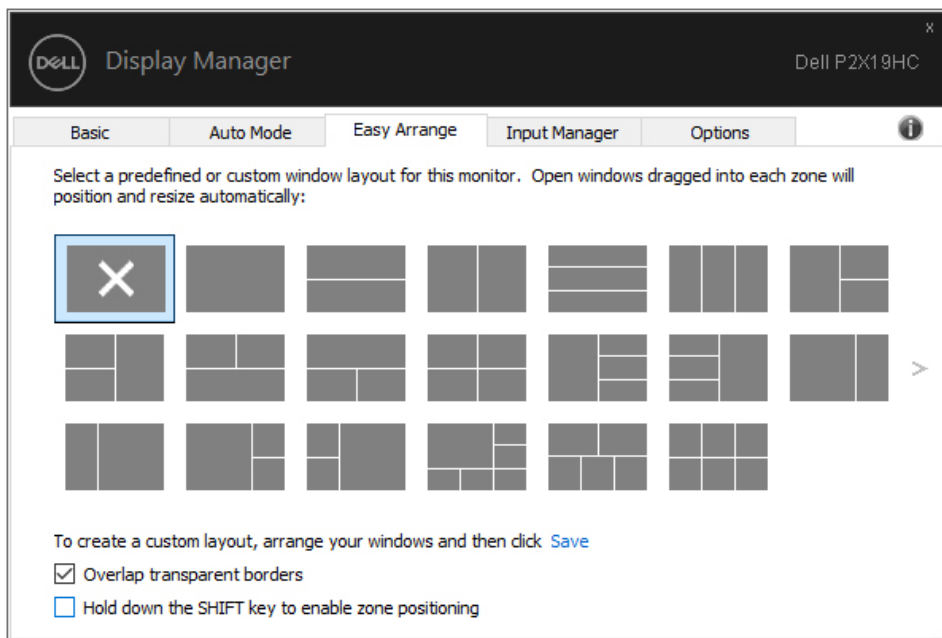 x
DELL
Display Manager
Dell P2X19HC
Basic
Auto Mode
Easy Arrange
Input Manager
Options
Select a predefined or custom window layout for this monitor.  Open windows dragged into each zone will
position and resize automatically:
>
To create a custom layout, arrange your windows and then click Save
Overlap transparent borders
Hold down the SHIFT key to enable zone positioning